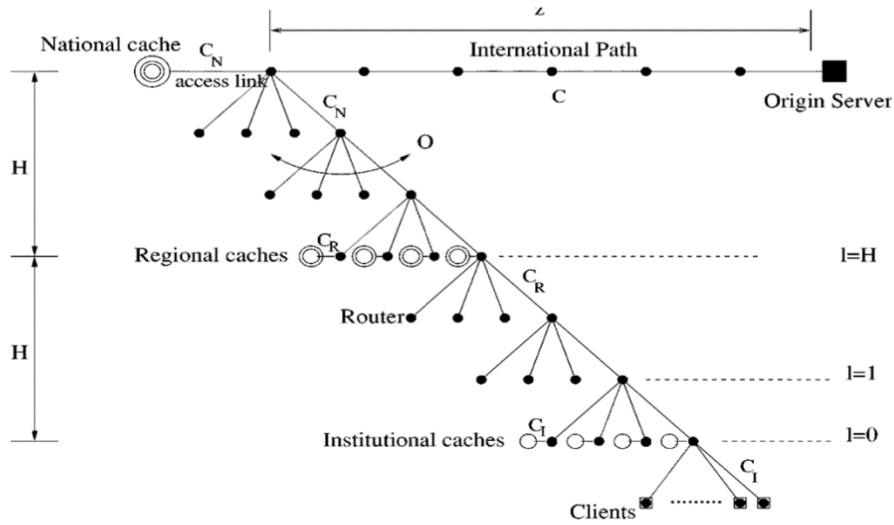 z
National cache
C_N
International Path
access link
C
Origin Server
C_N
O
H
C_R
Regional caches
l=H
C_R
Router
H
l=1
C_I
Institutional caches
l=0
C_I
Clients